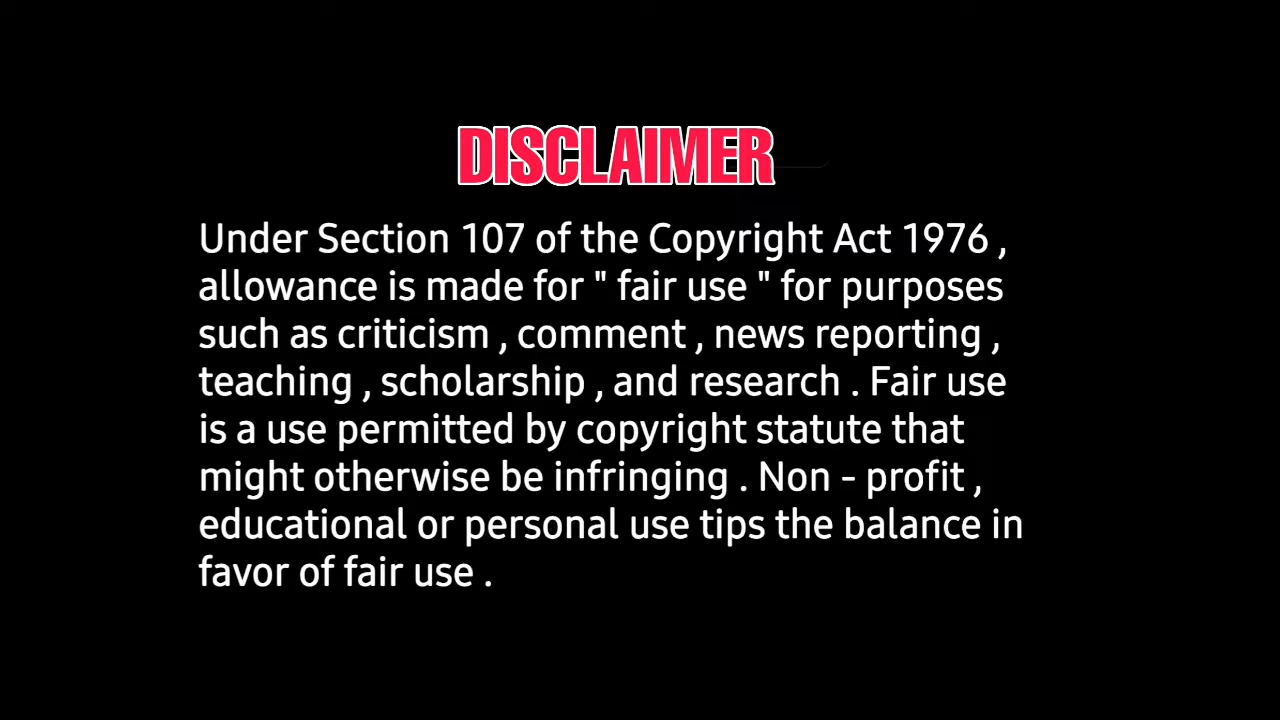 DISCLAIMER
Under Section 107 of the Copyright Act 1976 ,
allowance is made for " fair use " for purposes
such as criticism , comment , news reporting ,
teaching , scholarship , and research . Fair use
is a use permitted by copyright statute that
might otherwise be infringing . Non - profit ,
educational or personal use tips the balance in
favor of fair use .